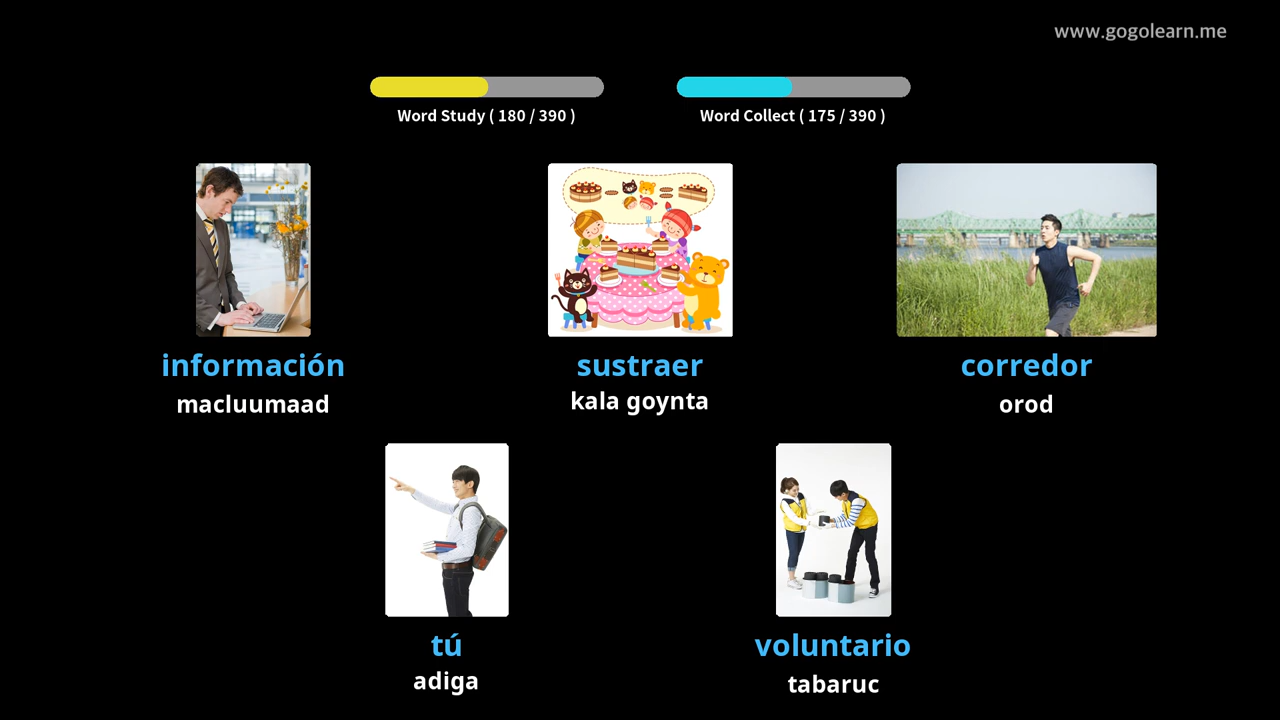 www.gogolearn.me
Word Study ( 180 / 390 )
Word Collect ( 175 / 390 )
información
macluumaad
sustraer
kala goynta
corredor
orod
tú
adiga
voluntario
tabaruc